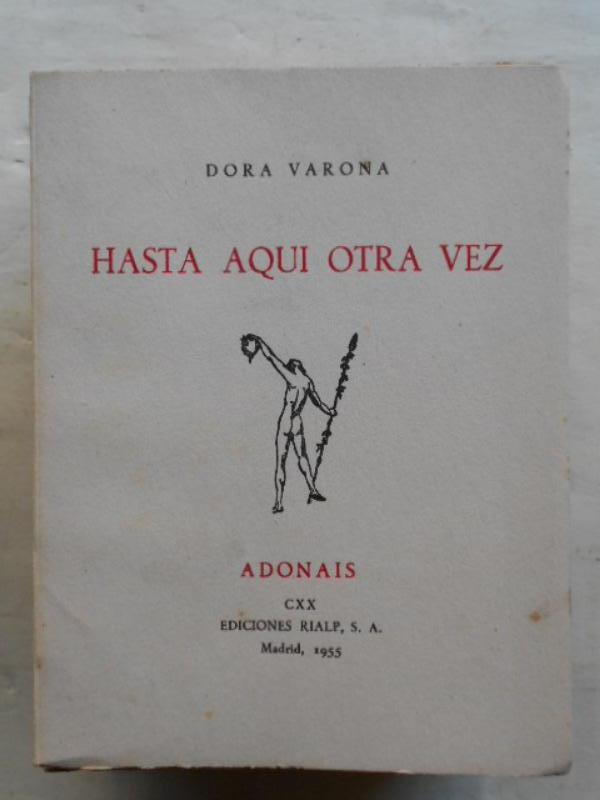 DORA VARONA
HASTA AQUI OTRA VEZ
ADONAIS
CXX
EDICIONES RIALP, S. A.
Madrid, 1955